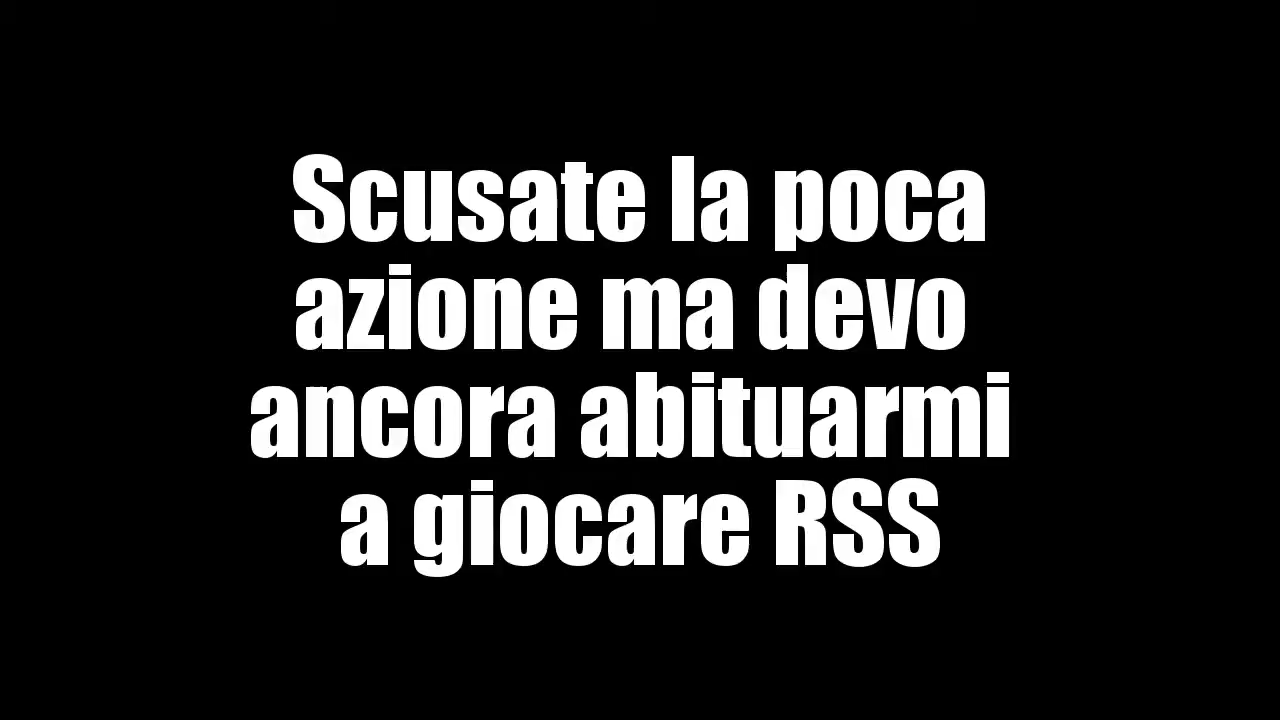 Scusate la poca
azione ma devo
ancora abituarmi
a giocare RSS